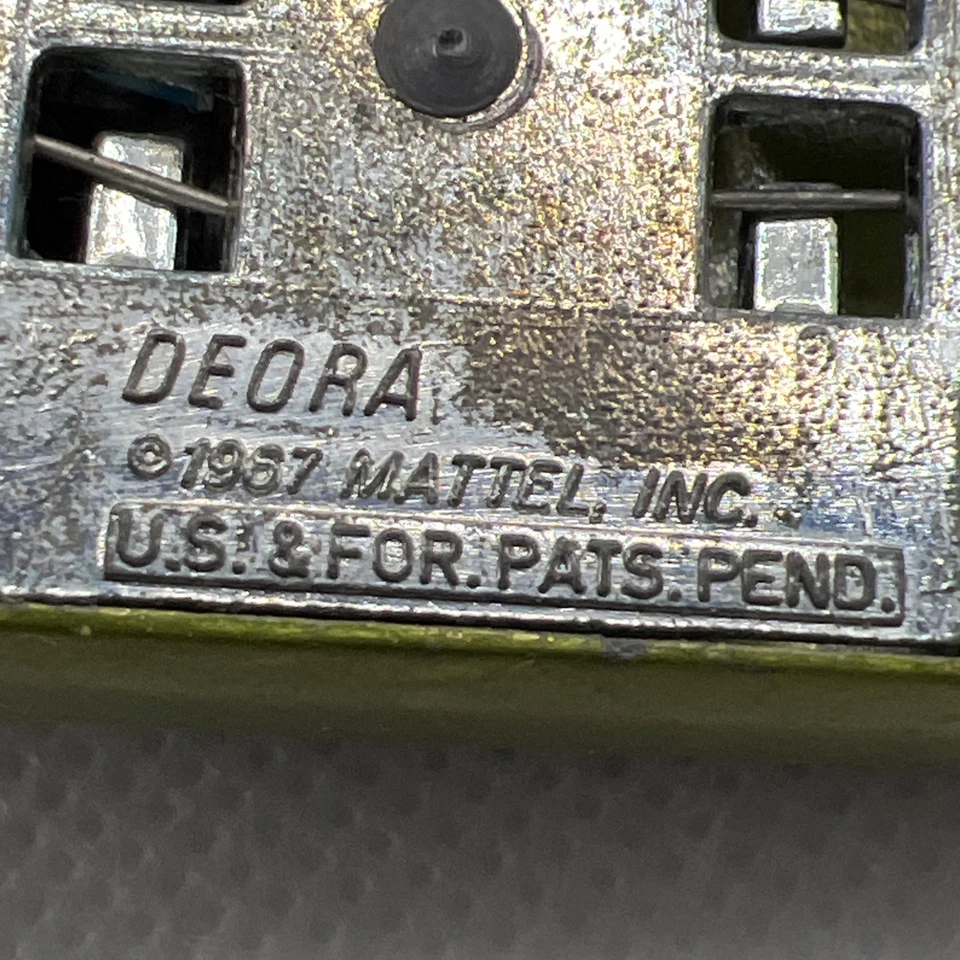 DEORA
©1967 MATTEL, INC.
U.S. & FOR. PATS. PEND.